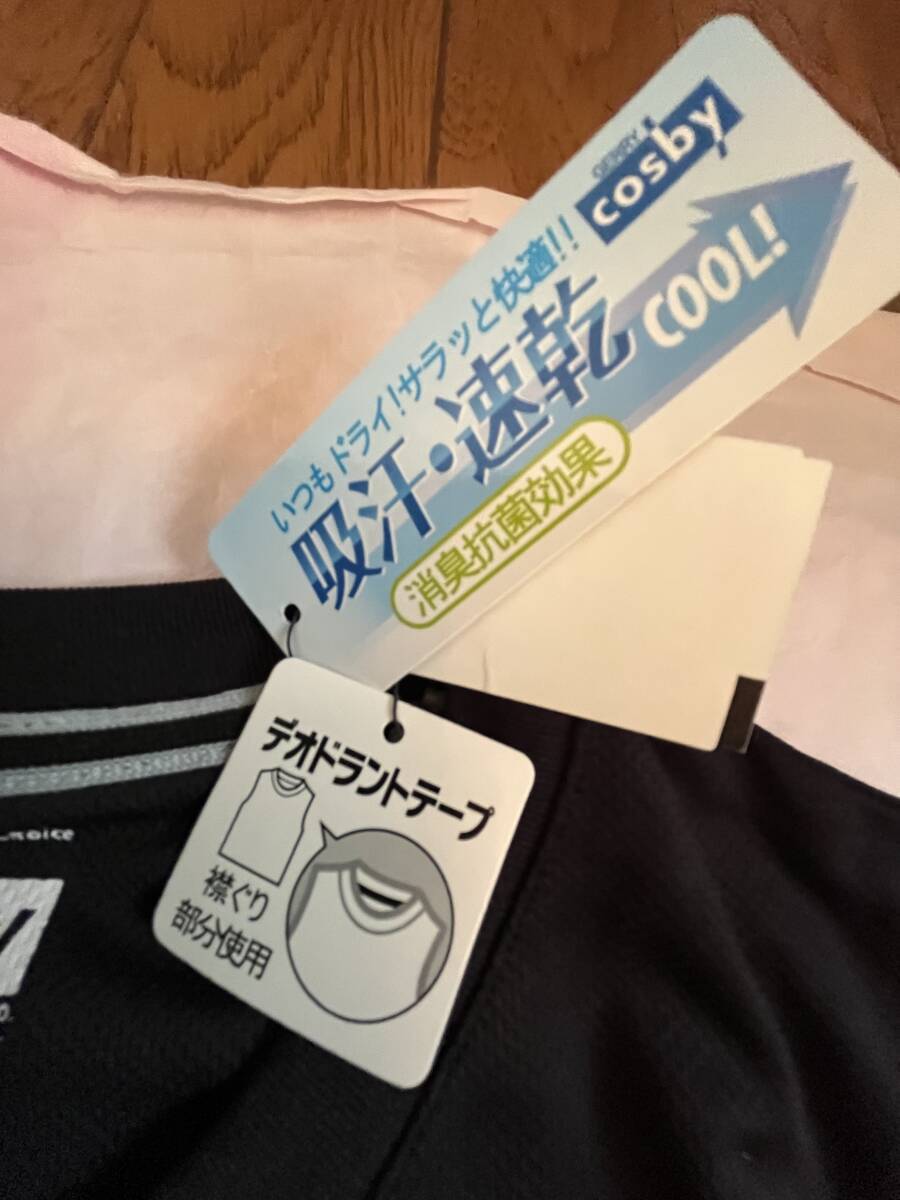 cosby
COOL!
いつもドライ!サラッと快適!!
吸汗・速乾
消臭抗菌効果
デオドラントテープ
襟ぐり
部分使用